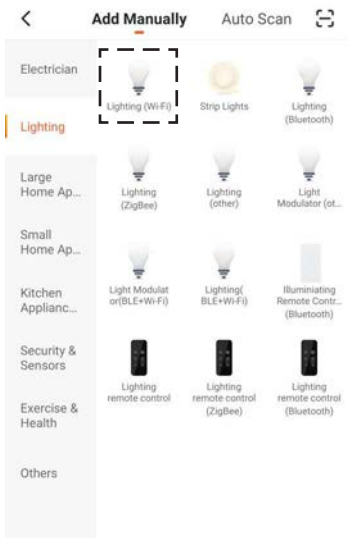 Add Manually Auto Scan
Electrician
Lighting
Large
Home Ap...
Small
Home Ap...
Kitchen
Applianc...
Security &
Sensors
Exercise &
Health
Others
Lighting (Wi-Fi)
Strip Lights
Lighting
(Bluetooth)
Lighting
(ZigBee)
Lighting
(other)
Light
Modulator (ot...
Light Modulat
or(BLE+Wi-Fi)
Lighting(
BLE+Wi-Fi)
Illuminating
Remote Contr...
(Bluetooth)
Lighting
remote control
Lighting
remote control
(ZigBee)
Lighting
remote control
(Bluetooth)